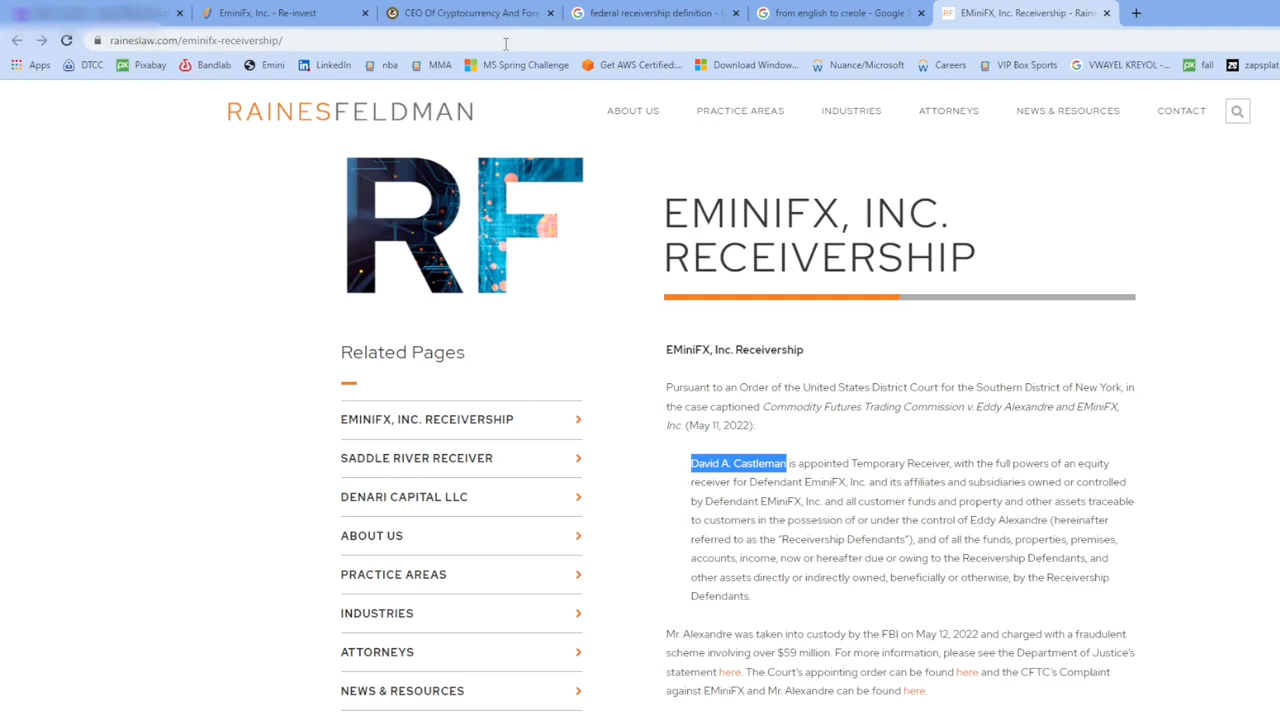 EminiFX, Inc. - Re-invest
CEO Of Cryptocurrency And Fore
federal receivership definition -
from english to creole - Google
EMiniFX, Inc. Receivership - Raine
raineslaw.com/eminifx-receivership/
Apps DTCC Pixabay Bandlab Emini LinkedIn nba MMA MS Spring Challenge Get AWS Certified:... Download Window... Nuance/Microsoft Careers VIP Box Sports VWAYEL KREYOL -... fall zapsplat
RAINESFELDMAN
ABOUT US PRACTICE AREAS INDUSTRIES ATTORNEYS NEWS & RESOURCES CONTACT
RF
EMINIFX, INC.
RECEIVERSHIP
Related Pages
EMINIFX, INC. RECEIVERSHIP
SADDLE RIVER RECEIVER
DENARI CAPITAL LLC
ABOUT US
PRACTICE AREAS
INDUSTRIES
ATTORNEYS
NEWS & RESOURCES
EMiniFX, Inc. Receivership
Pursuant to an Order of the United States District Court for the Southern District of New York, in
the case captioned Commodity Futures Trading Commission v. Eddy Alexandre and EMiniFX,
Inc. (May 11, 2022):
David A. Castleman is appointed Temporary Receiver, with the full powers of an equity
receiver for Defendant EminiFX, Inc. and its affiliates and subsidiaries owned or controlled
by Defendant EMiniFX, Inc. and all customer funds and property and other assets traceable
to customers in the possession of or under the control of Eddy Alexandre (hereinafter
referred to as the "Receivership Defendants"), and of all the funds, properties, premises,
accounts, income, now or hereafter due or owing to the Receivership Defendants, and
other assets directly or indirectly owned, beneficially or otherwise, by the Receivership
Defendants.
Mr. Alexandre was taken into custody by the FBI on May 12, 2022 and charged with a fraudulent
scheme involving over $59 million. For more information, please see the Department of Justice's
statement here. The Court's appointing order can be found here and the CFTC's Complaint
against EMiniFX and Mr. Alexandre can be found here.